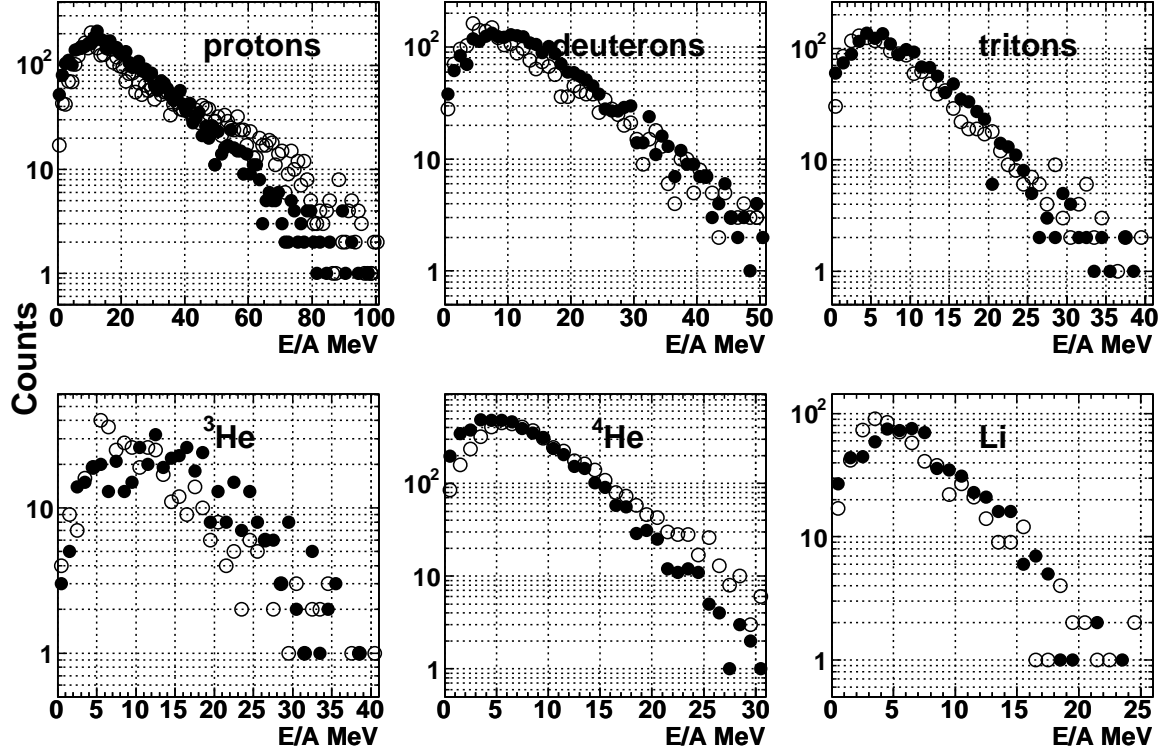 protons
10²
10
1
0 20 40 60 80 100
E/A MeV
deuterons
10²
10
1
0 10 20 30 40 50
E/A MeV
tritons
10²
10
1
0 5 10 15 20 25 30 35 40
E/A MeV
Counts
³He
10
1
0 5 10 15 20 25 30 35 40
E/A MeV
⁴He
10²
10
1
0 5 10 15 20 25 30
E/A MeV
Li
10²
10
1
0 5 10 15 20 25
E/A MeV